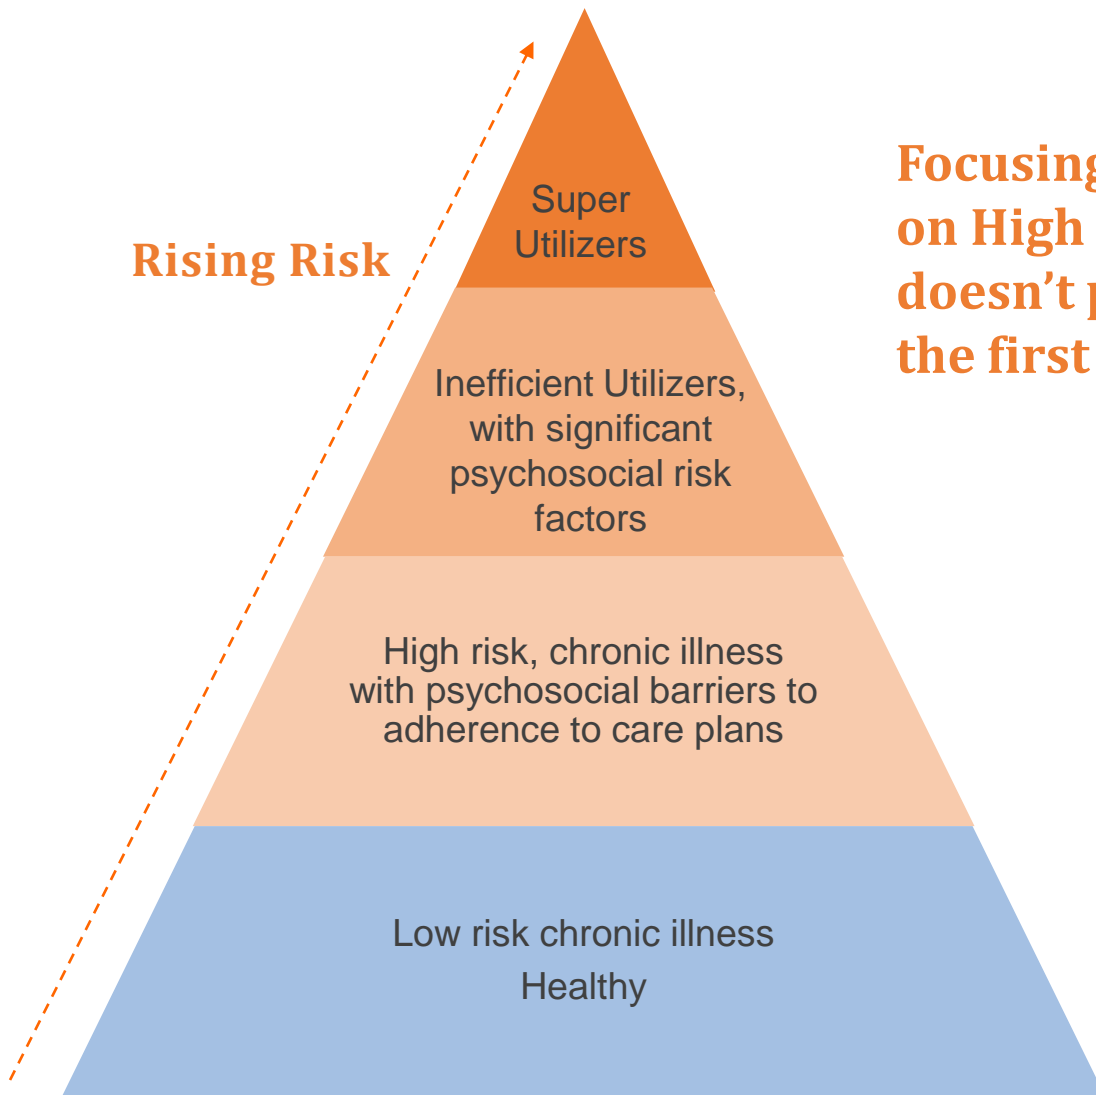 Super
Utilizers
Rising Risk
Focusing
on High
doesn’t
the first
Inefficient Utilizers,
with significant
psychosocial risk
factors
High risk, chronic illness
with psychosocial barriers to
adherence to care plans
Low risk chronic illness
Healthy